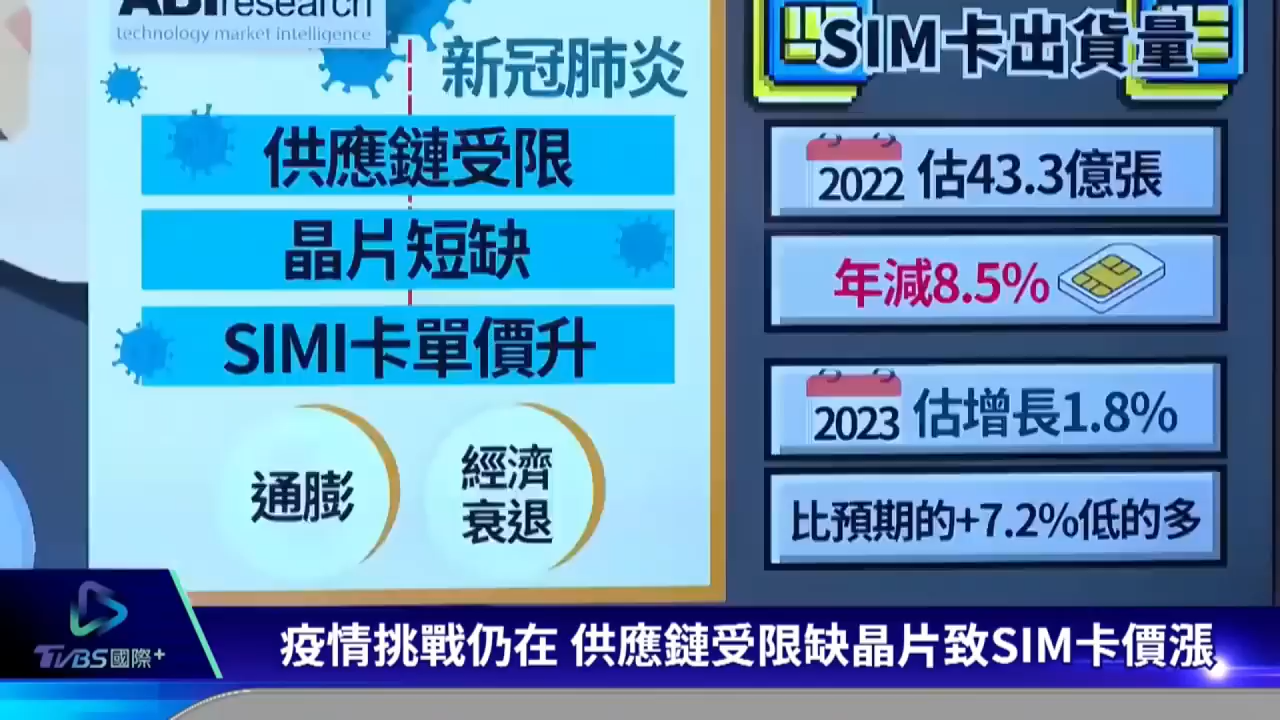 ABIresearch
technology market intelligence
新冠肺炎
供應鏈受限
晶片短缺
SIMI卡單價升
通膨
經濟
衰退
SIM卡出貨量
2022 估43.3億張
年減8.5%
2023 估增長1.8%
比預期的+7.2%低的多
TVBS國際+
疫情挑戰仍在 供應鏈受限缺晶片致SIM卡價漲